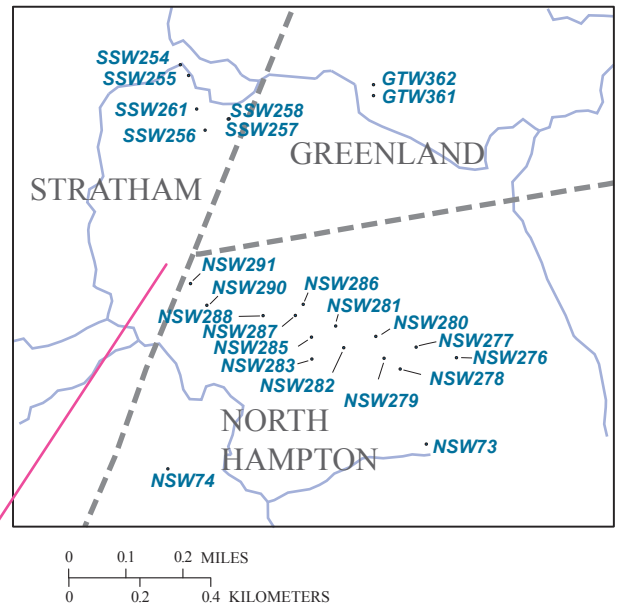 SSW254
SSW255
GTW362
GTW361
SSW261
SSW258
SSW256
SSW257
GREENLAND
STRATHAM
NSW291
NSW290
NSW286
NSW288
NSW281
NSW287
NSW280
NSW285
NSW277
NSW283
NSW276
NSW282
NSW278
NSW279
NORTH
HAMPTON
NSW73
NSW74
0 0.1 0.2 MILES
0 0.2 0.4 KILOMETERS